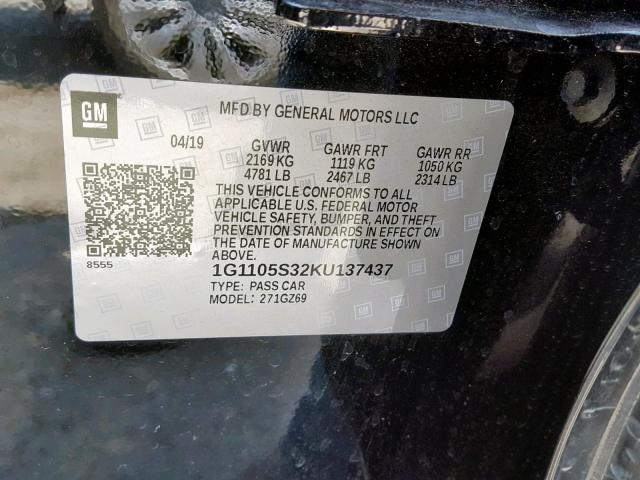 GM
MFD BY GENERAL MOTORS LLC
04/19 GVWR GAWR FRT GAWR RR
2169 KG 1119 KG 1050 KG
4781 LB 2467 LB 2314 LB
THIS VEHICLE CONFORMS TO ALL
APPLICABLE U.S. FEDERAL MOTOR
VEHICLE SAFETY, BUMPER, AND THEFT
PREVENTION STANDARDS IN EFFECT ON
THE DATE OF MANUFACTURE SHOWN
ABOVE.
8555
1G1105S32KU137437
TYPE: PASS CAR
MODEL: 271GZ69